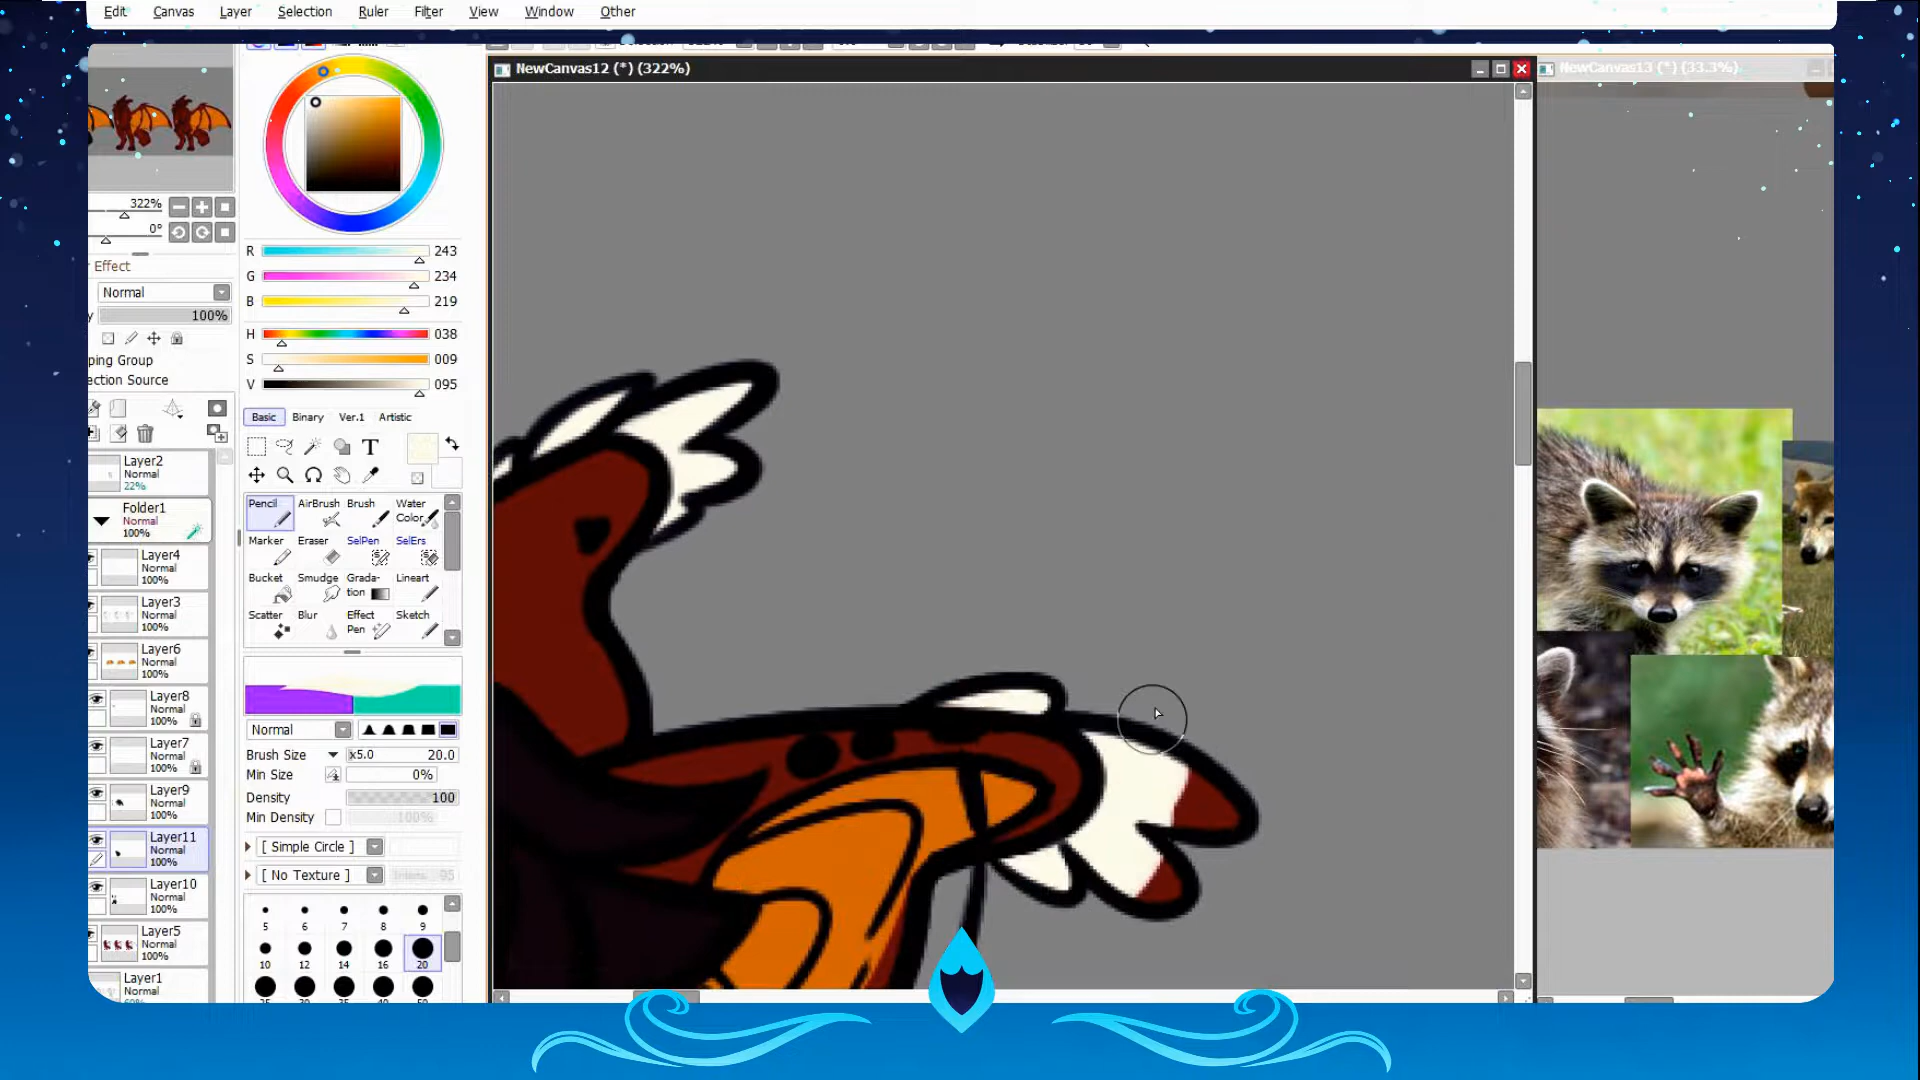 Edit Canvas Layer Selection Ruler Filter View Window Other
NewCanvas12 (*) (322%)
NewCanvas13 (*) (33.3%)
322%
0°
Effect
Normal
100%
ping Group
ection Source
Layer2
Normal
22%
Folder1
Normal
100%
Layer4
Normal
100%
Layer3
Normal
100%
Layer6
Normal
100%
Layer8
Normal
100%
Layer7
Normal
100%
Layer9
Normal
100%
Layer11
Normal
100%
Layer10
Normal
100%
Layer5
Normal
100%
Layer1
Normal
R 243
G 234
B 219
H 038
S 009
V 095
Basic Binary Ver.1 Artistic
T
Pencil AirBrush Brush Water Color
Marker Eraser SelPen SelErs
Bucket Smudge Grada- tion Lineart
Scatter Blur Effect Pen Sketch
Normal
Brush Size x5.0 20.0
Min Size 0%
Density 100
Min Density 100%
[ Simple Circle ]
[ No Texture ] 95
5 6 7 8 9
10 12 14 16 20